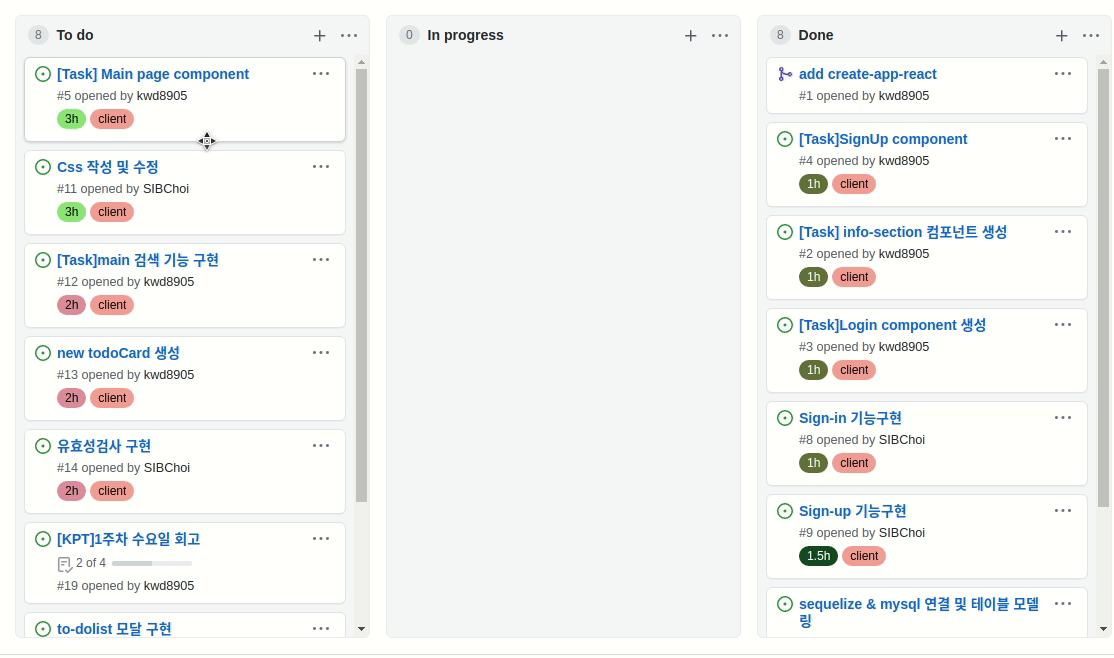 8 To do
[Task] Main page component
#5 opened by kwd8905
3h client
Css 작성 및 수정
#11 opened by SIBChoi
3h client
[Task]main 검색 기능 구현
#12 opened by kwd8905
2h client
new todoCard 생성
#13 opened by kwd8905
2h client
유효성검사 구현
#14 opened by SIBChoi
2h client
[KPT]1주차 수요일 회고
2 of 4
#19 opened by kwd8905
to-dolist 모달 구현
0 In progress
8 Done
add create-app-react
#1 opened by kwd8905
[Task]SignUp component
#4 opened by kwd8905
1h client
[Task] info-section 컴포넌트 생성
#2 opened by kwd8905
1h client
[Task]Login component 생성
#3 opened by kwd8905
1h client
Sign-in 기능구현
#8 opened by SIBChoi
1h client
Sign-up 기능구현
#9 opened by SIBChoi
1.5h client
sequelize & mysql 연결 및 테이블 모델
링